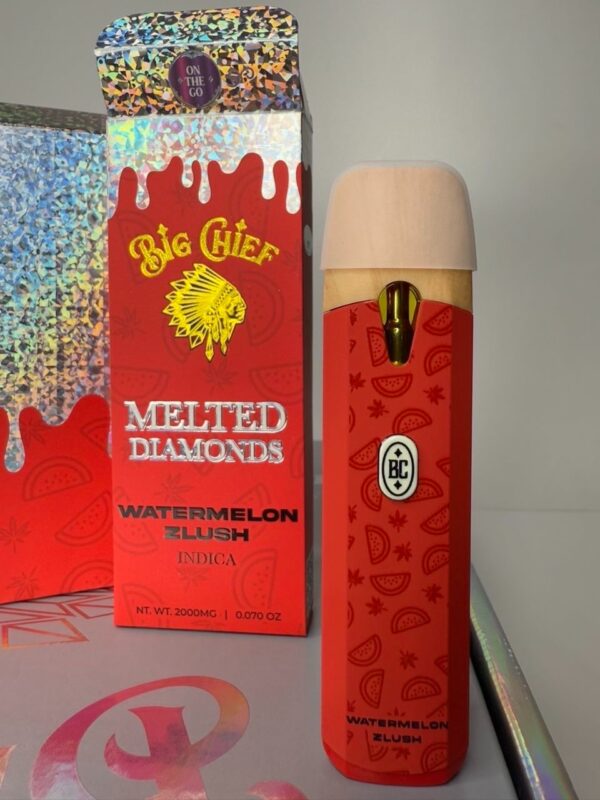 ON
THE
GO
BIG CHIEF
MELTED
DIAMONDS
WATERMELON
ZLUSH
INDICA
NT. WT. 2000MG | 0.070 OZ
BC
WATERMELON
ZLUSH